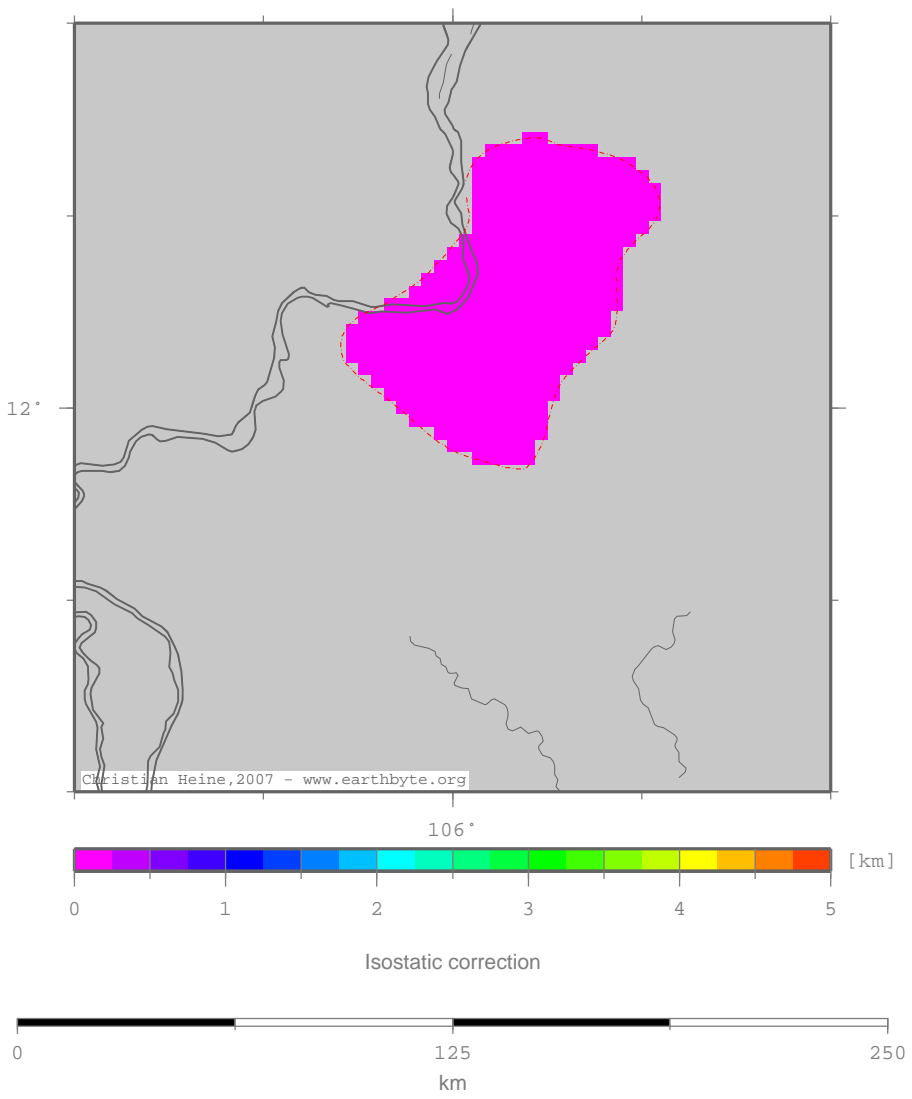 12°
Christian Heine,2007 - www.earthbyte.org
106°
[km]
0 1 2 3 4 5
Isostatic correction
0 125 250
km